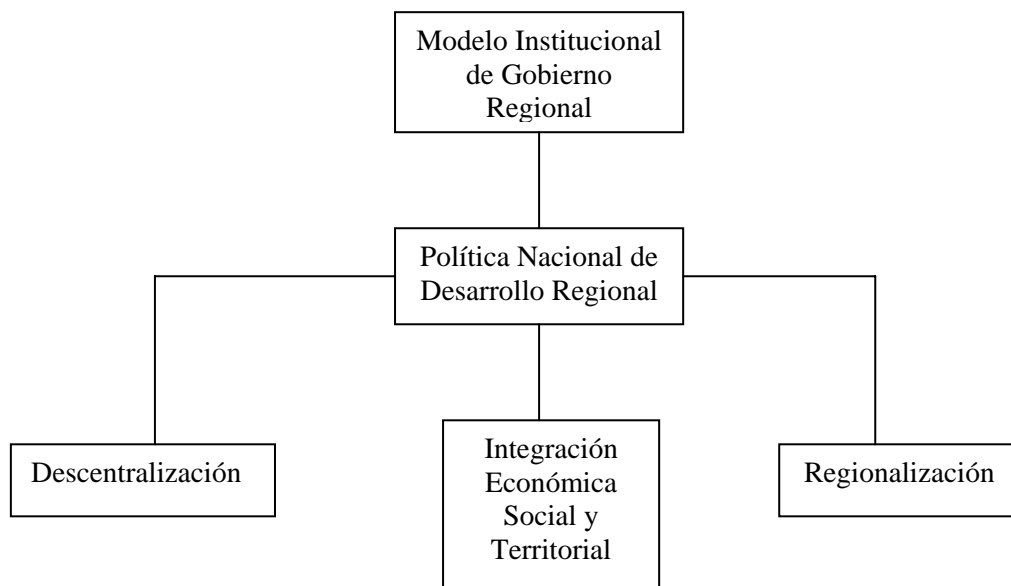 Modelo Institucional
de Gobierno
Regional
Política Nacional de
Desarrollo Regional
Descentralización
Integración
Económica
Social y
Territorial
Regionalización